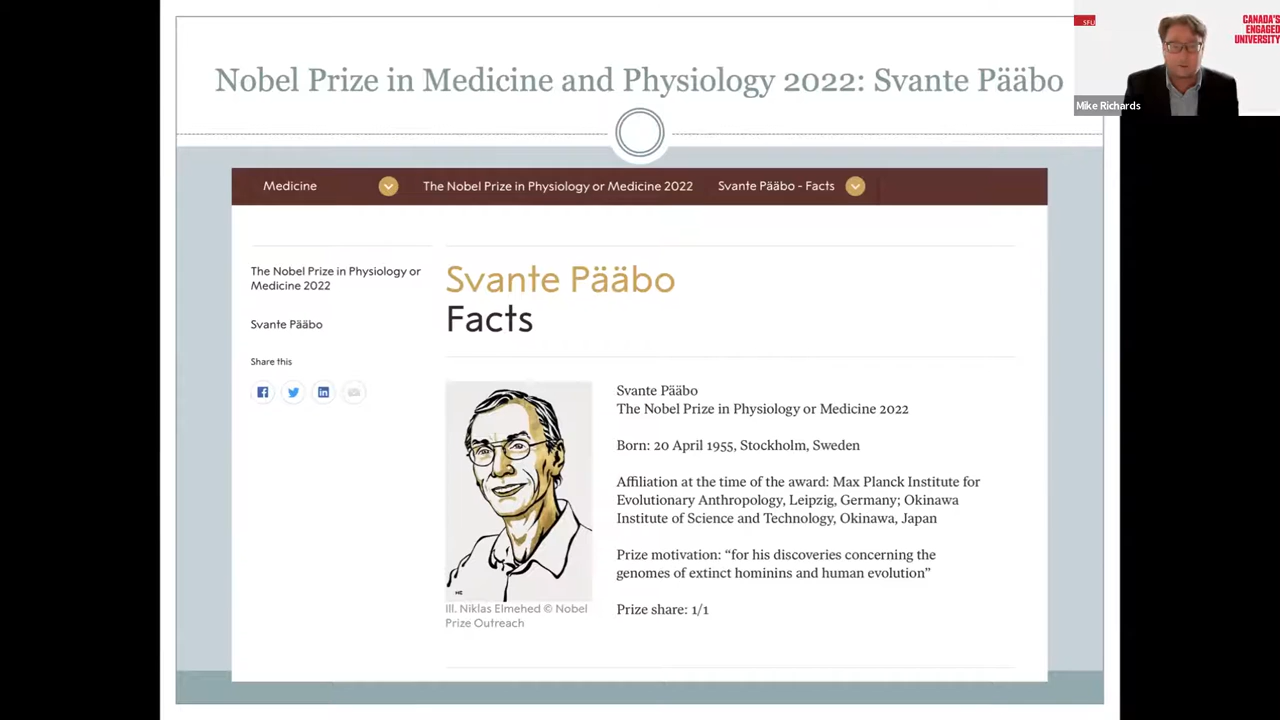 Nobel Prize in Medicine and Physiology 2022: Svante Pääbo
SFU
CANADA'S
ENGAGED
UNIVERSITY
Mike Richards
Medicine
The Nobel Prize in Physiology or Medicine 2022
Svante Pääbo - Facts
The Nobel Prize in Physiology or
Medicine 2022
Svante Pääbo
Share this
Svante Pääbo
Facts
Svante Pääbo
The Nobel Prize in Physiology or Medicine 2022
Born: 20 April 1955, Stockholm, Sweden
Affiliation at the time of the award: Max Planck Institute for
Evolutionary Anthropology, Leipzig, Germany; Okinawa
Institute of Science and Technology, Okinawa, Japan
Prize motivation: “for his discoveries concerning the
genomes of extinct hominins and human evolution”
Prize share: 1/1
Ill. Niklas Elmehed © Nobel
Prize Outreach